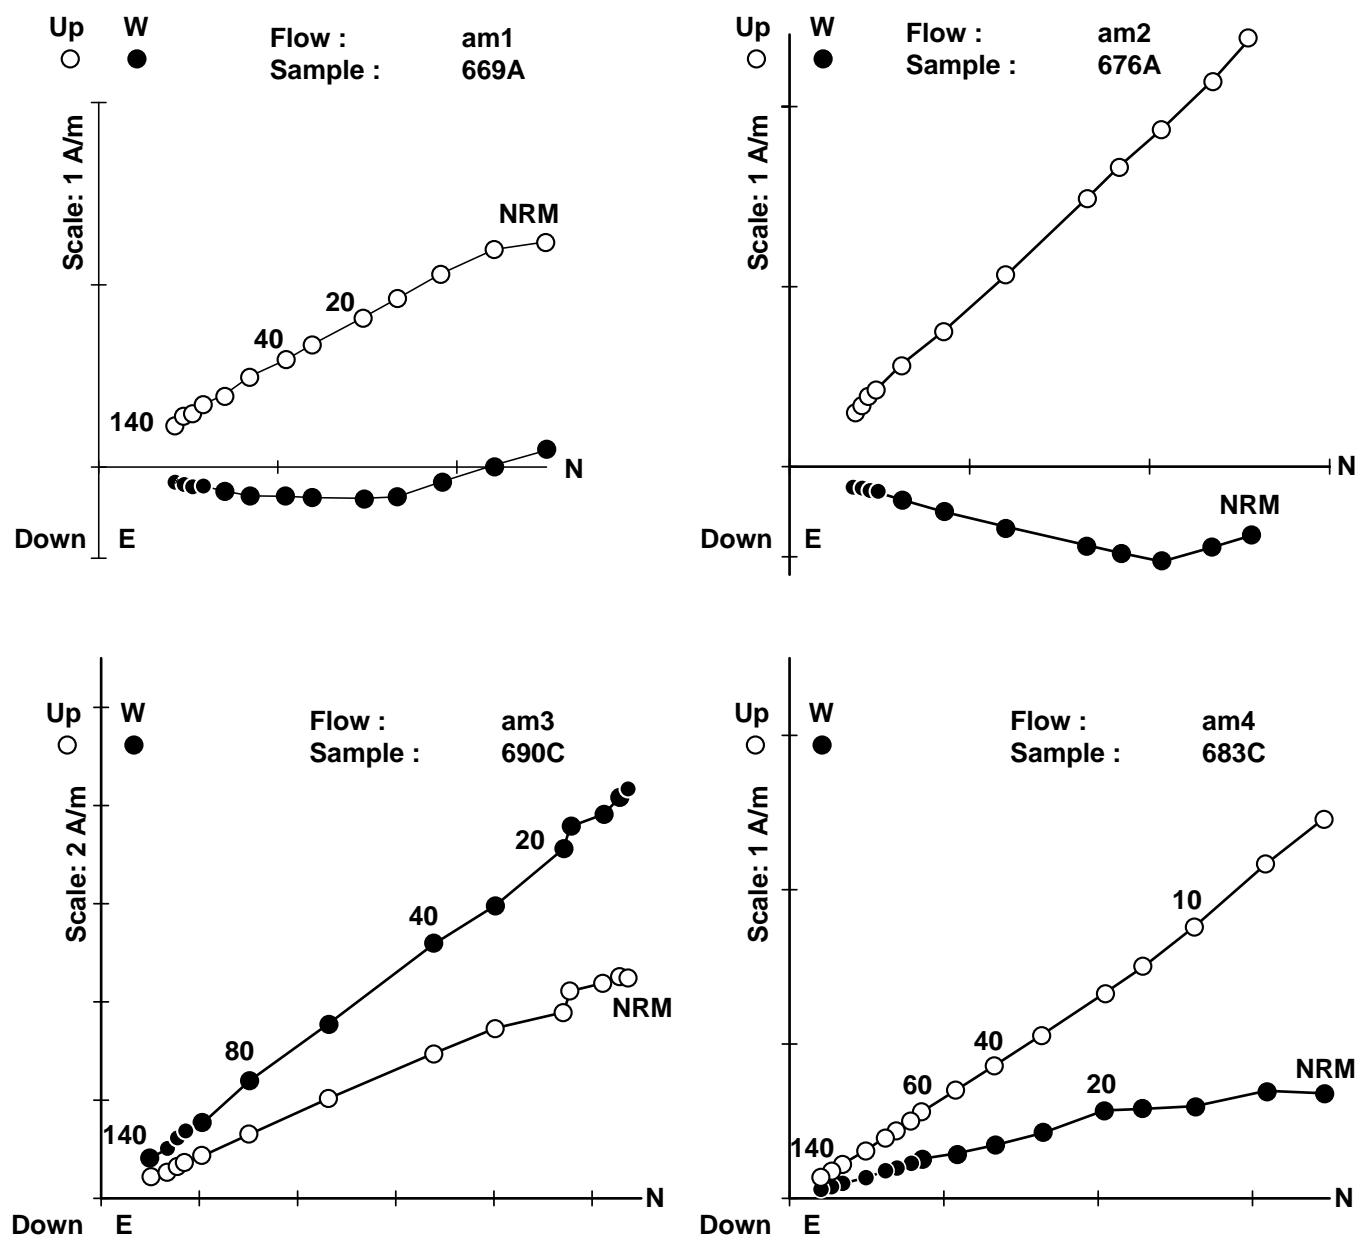 Up W
Flow : am1
Sample : 669A
Scale: 1 A/m
NRM
20
40
140
N
Down E
Up W
Flow : am2
Sample : 676A
Scale: 1 A/m
N
NRM
Down E
Up W
Flow : am3
Sample : 690C
Scale: 2 A/m
20
40
NRM
80
140
N
Down E
Up W
Flow : am4
Sample : 683C
Scale: 1 A/m
10
40
NRM
60
20
140
N
Down E